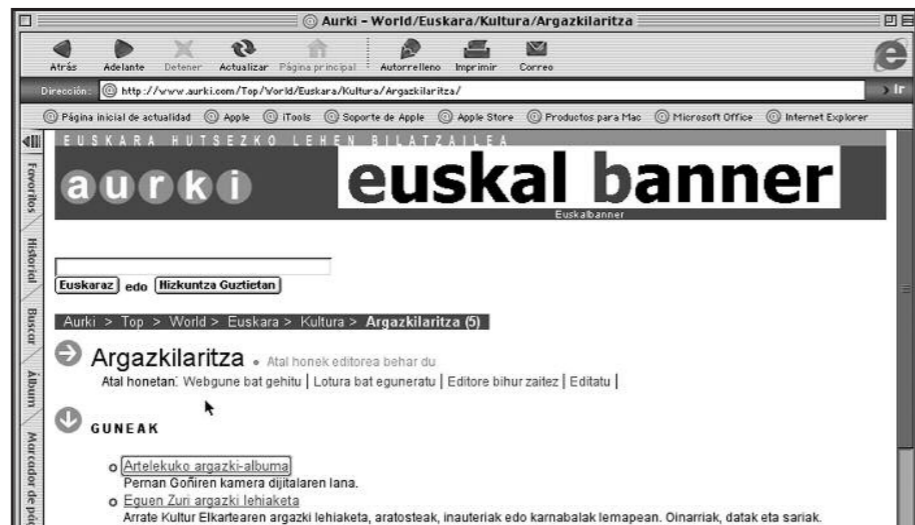 Aurki - World/Euskara/Kultura/Argazkilaritza
Atrás Adelante Detener Actualizar Página principal Autorrelleno Imprimir Correo
Dirección: http://www.aurki.com/Top/World/Euskara/Kultura/Argazkilaritza/ Ir
Página inicial de actualidad Apple iTools Soporte de Apple Apple Store Productos para Mac Microsoft Office Internet Explorer
EUSKARA HUTSEZKO LEHEN BILATZAILEA
aurki euskal banner
Euskalbanner
Favoritos
Historial
Buscar
Álbum
Marcador de pág
Euskaraz edo Hizkuntza Guztietan
Aurki > Top > World > Euskara > Kultura > Argazkilaritza (5)
Argazkilaritza • Atal honek editorea behar du
Atal honetan: Webgune bat gehitu | Lotura bat eguneratu | Editore bihur zaitez | Editatu |
GUNEAK
o Artelekuko argazki-albuma
Pernan Goñiren kamera dijitalaren lana.
o Eguen Zuri argazki lehiaketa
Arrate Kultur Elkartearen argazki lehiaketa, aratosteak, inauteriak edo karnabalak lemapean. Oinarriak, datak eta sariak.